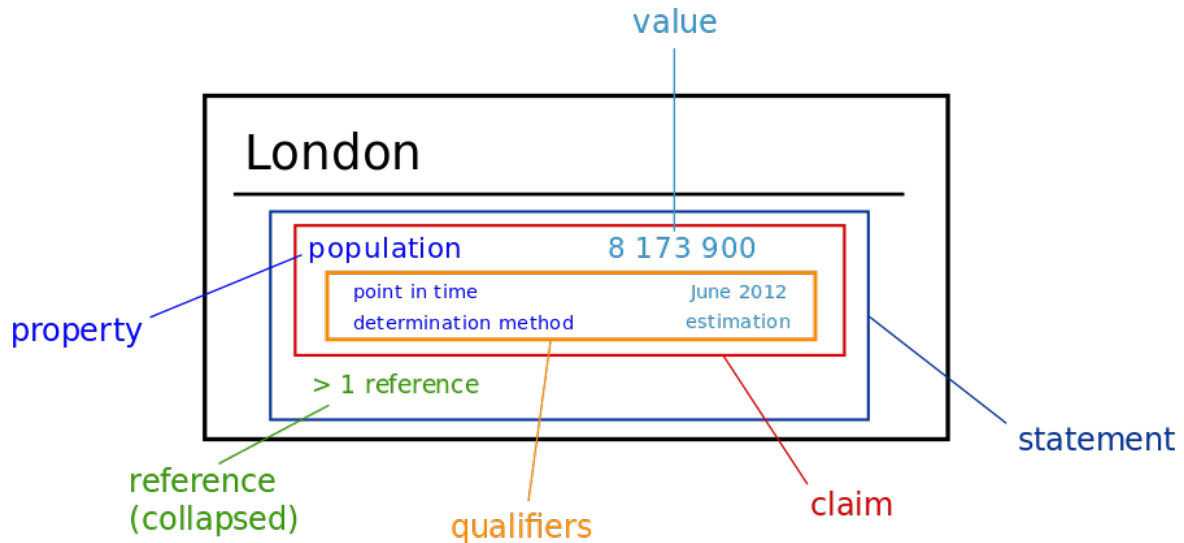 value
London
population 8 173 900
point in time June 2012
determination method estimation
property
> 1 reference
statement
reference
(collapsed)
claim
qualifiers